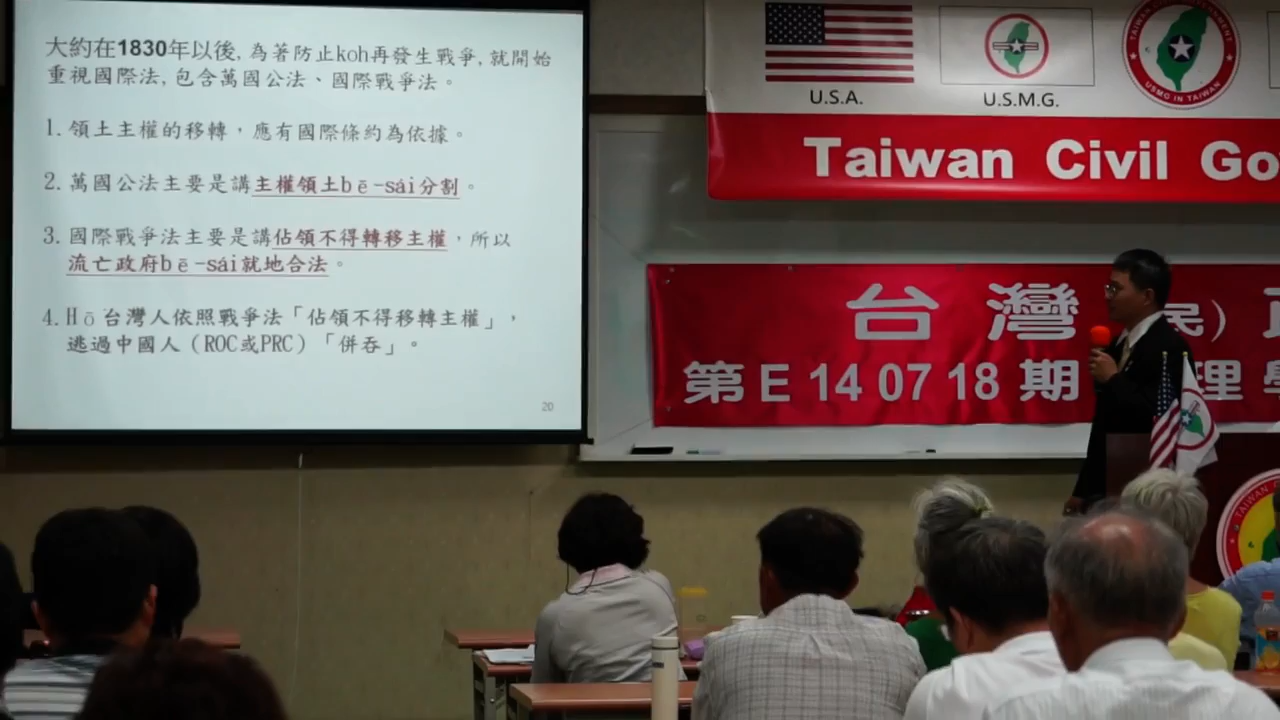 大約在1830年以後, 為著防止koh再發生戰爭, 就開始
重視國際法, 包含萬國公法、國際戰爭法。
1. 領土主權的移轉，應有國際條約為依據。
2. 萬國公法主要是講主權領土bē-sái分割。
3. 國際戰爭法主要是講佔領不得轉移主權，所以
流亡政府bē-sái就地合法。
4. Hō台灣人依照戰爭法「佔領不得移轉主權」，
逃過中國人（ROC或PRC）「併吞」。
20
U.S.A.
U.S.M.G.
USMG IN TAIWAN
Taiwan Civil Go
台灣 民）
第E 14 07 18 期 理
TAIWAN